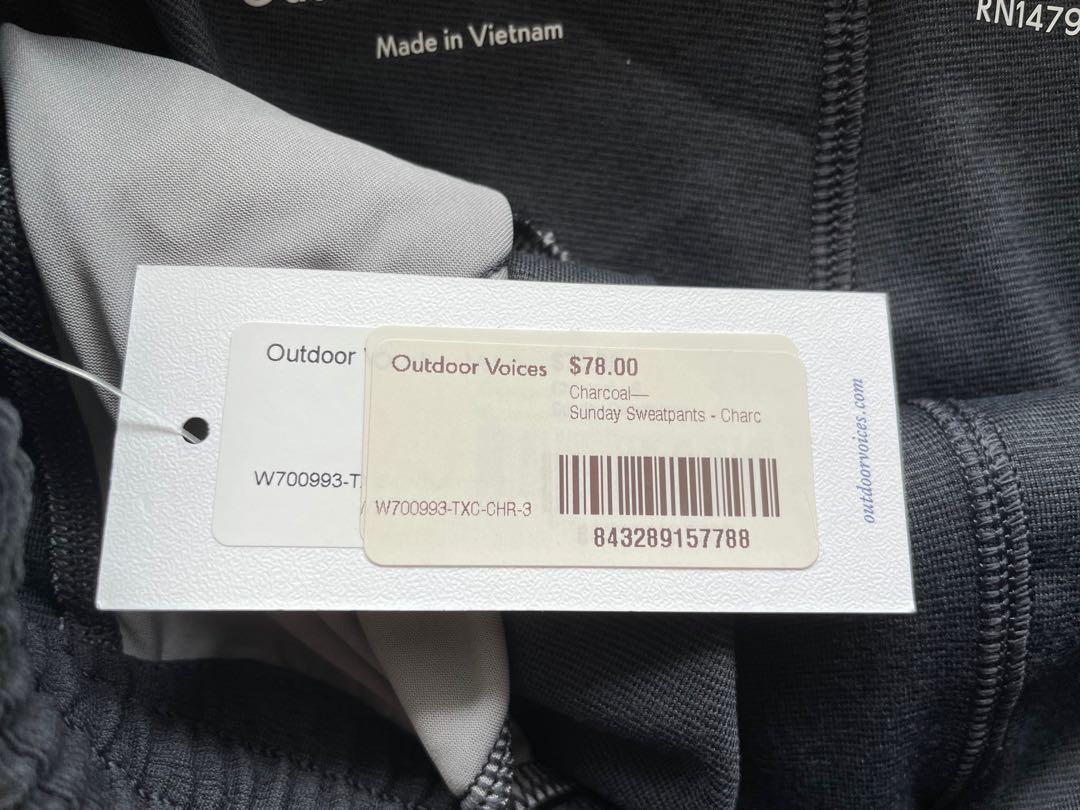 Made in Vietnam
RN1479
Outdoor
W700993-T
Outdoor Voices $78.00
Charcoal—
Sunday Sweatpants - Charc
W700993-TXC-CHR-3
843289157788
outdoorvoices.com